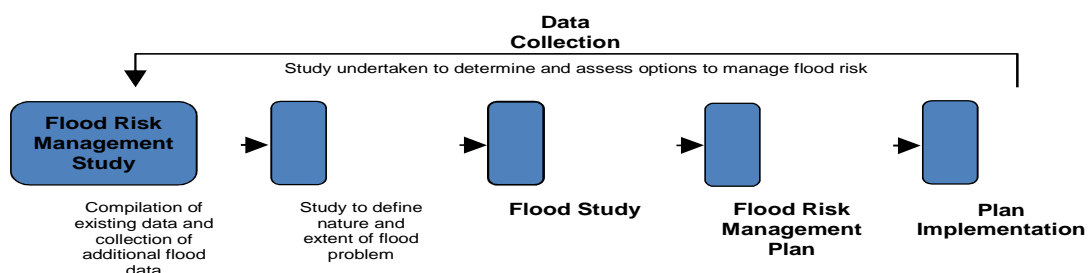 Data
Collection
Study undertaken to determine and assess options to manage flood risk
Flood Risk
Management
Study
Compilation of
existing data and
collection of
additional flood
data
Study to define
nature and
extent of flood
problem
Flood Study
Flood Risk
Management
Plan
Plan
Implementation